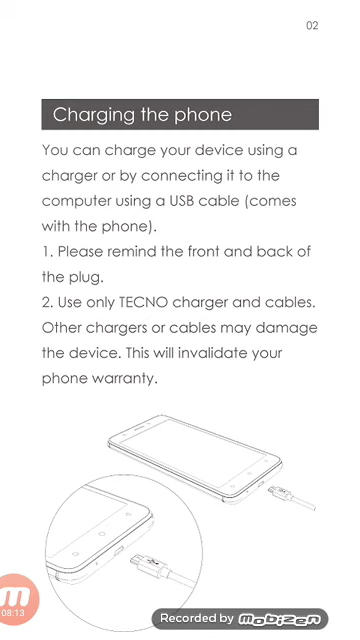 02
Charging the phone
You can charge your device using a
charger or by connecting it to the
computer using a USB cable (comes
with the phone).
1. Please remind the front and back of
the plug.
2. Use only TECNO charger and cables.
Other chargers or cables may damage
the device. This will invalidate your
phone warranty.
08:13
Recorded by mobizen